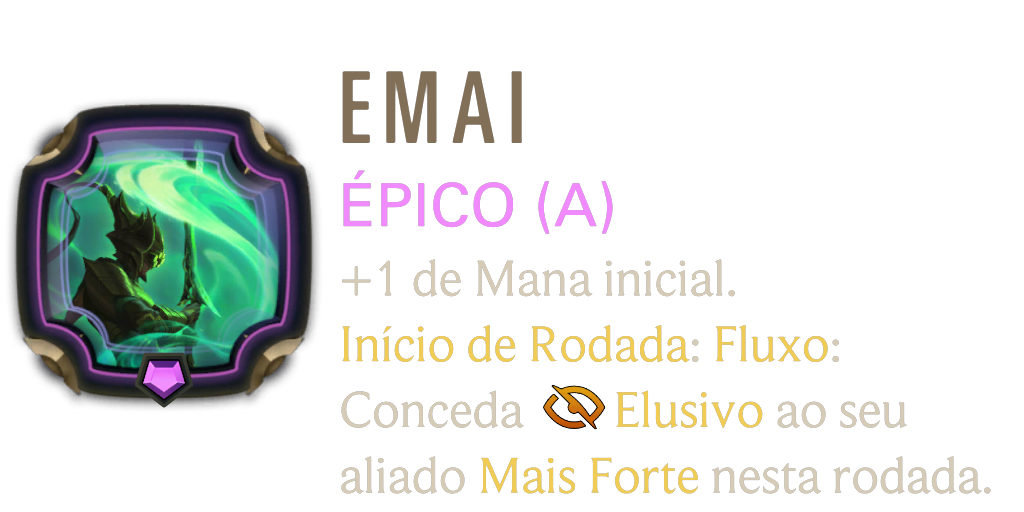 EMAI
ÉPICO (A)
+1 de Mana inicial.
Início de Rodada: Fluxo:
Conceda Elusivo ao seu
aliado Mais Forte nesta rodada.